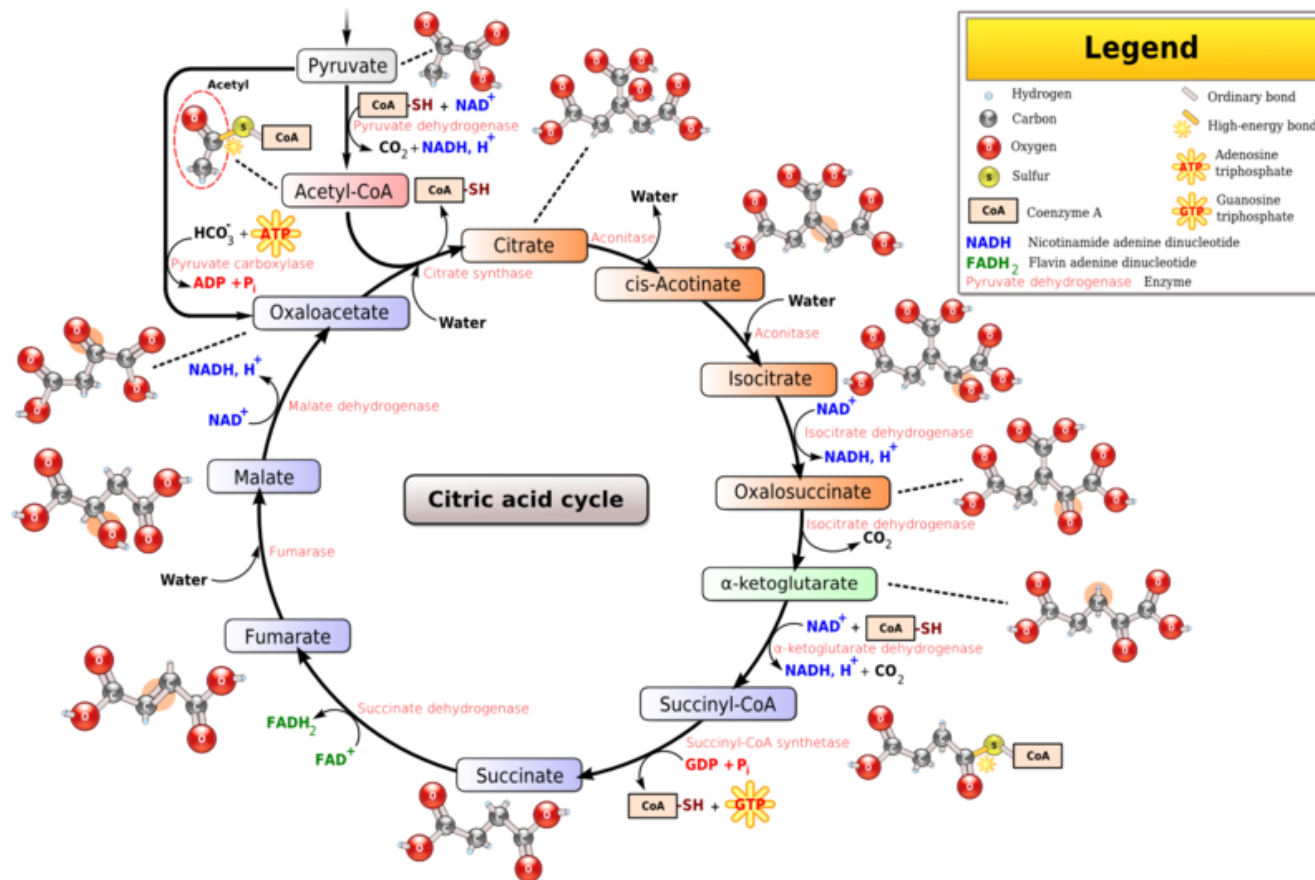 Pyruvate
Acetyl
CoA -SH + NAD+
Pyruvate dehydrogenase
CO2 + NADH, H+
S CoA
Acetyl-CoA
CoA -SH
HCO3- + ATP
Pyruvate carboxylase
ADP + Pi
Citrate
Citrate synthase
Water
Oxaloacetate
Aconitase
Water
cis-Acotinate
Water
Aconitase
Isocitrate
NAD+
Isocitrate dehydrogenase
NADH, H+
Oxalosuccinate
Isocitrate dehydrogenase
CO2
α-ketoglutarate
NAD+ + CoA -SH
α-ketoglutarate dehydrogenase
NADH, H+ + CO2
Succinyl-CoA
S CoA
Succinyl-CoA synthetase
GDP + Pi
CoA -SH + GTP
Succinate
Succinate dehydrogenase
FADH2
FAD+
Fumarate
Fumarase
Water
Malate
Malate dehydrogenase
NADH, H+
NAD+
Citric acid cycle
Legend
Hydrogen
C Carbon
O Oxygen
S Sulfur
CoA Coenzyme A
Ordinary bond
High-energy bond
ATP Adenosine
triphosphate
GTP Guanosine
triphosphate
NADH Nicotinamide adenine dinucleotide
FADH2 Flavin adenine dinucleotide
Pyruvate dehydrogenase Enzyme